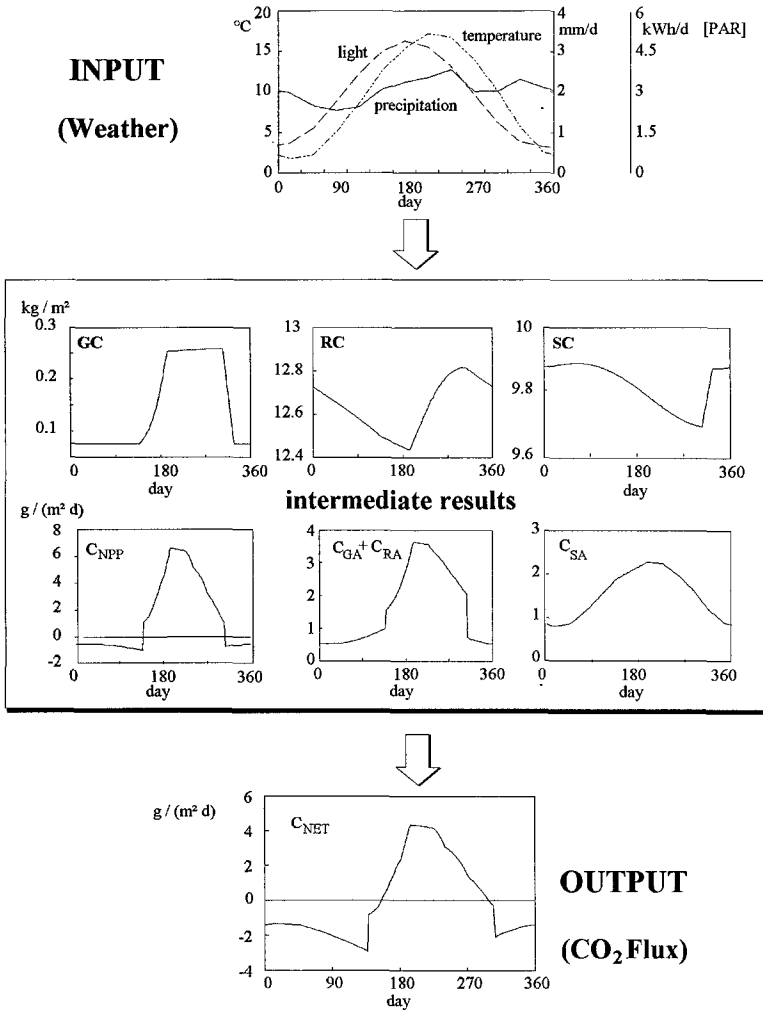 INPUT
(Weather)
°C
20
15
10
5
0
light
temperature
precipitation
0 90 180 270 360
day
4 mm/d
3
2
1
0
6 kWh/d [PAR]
4.5
3
1.5
0
kg / m²
0.3
0.2
0.1
GC
0 180 360
day
13
12.8
12.6
12.4
RC
0 180 360
day
10
9.8
9.6
SC
0 180 360
day
intermediate results
g / (m² d)
8
6
4
2
0
-2
C_NPP
0 180 360
day
4
3
2
1
0
C_GA + C_RA
0 180 360
day
3
2
1
0
C_SA
0 180 360
day
g / (m² d)
6
4
2
0
-2
-4
C_NET
0 90 180 270 360
day
OUTPUT
(CO₂ Flux)